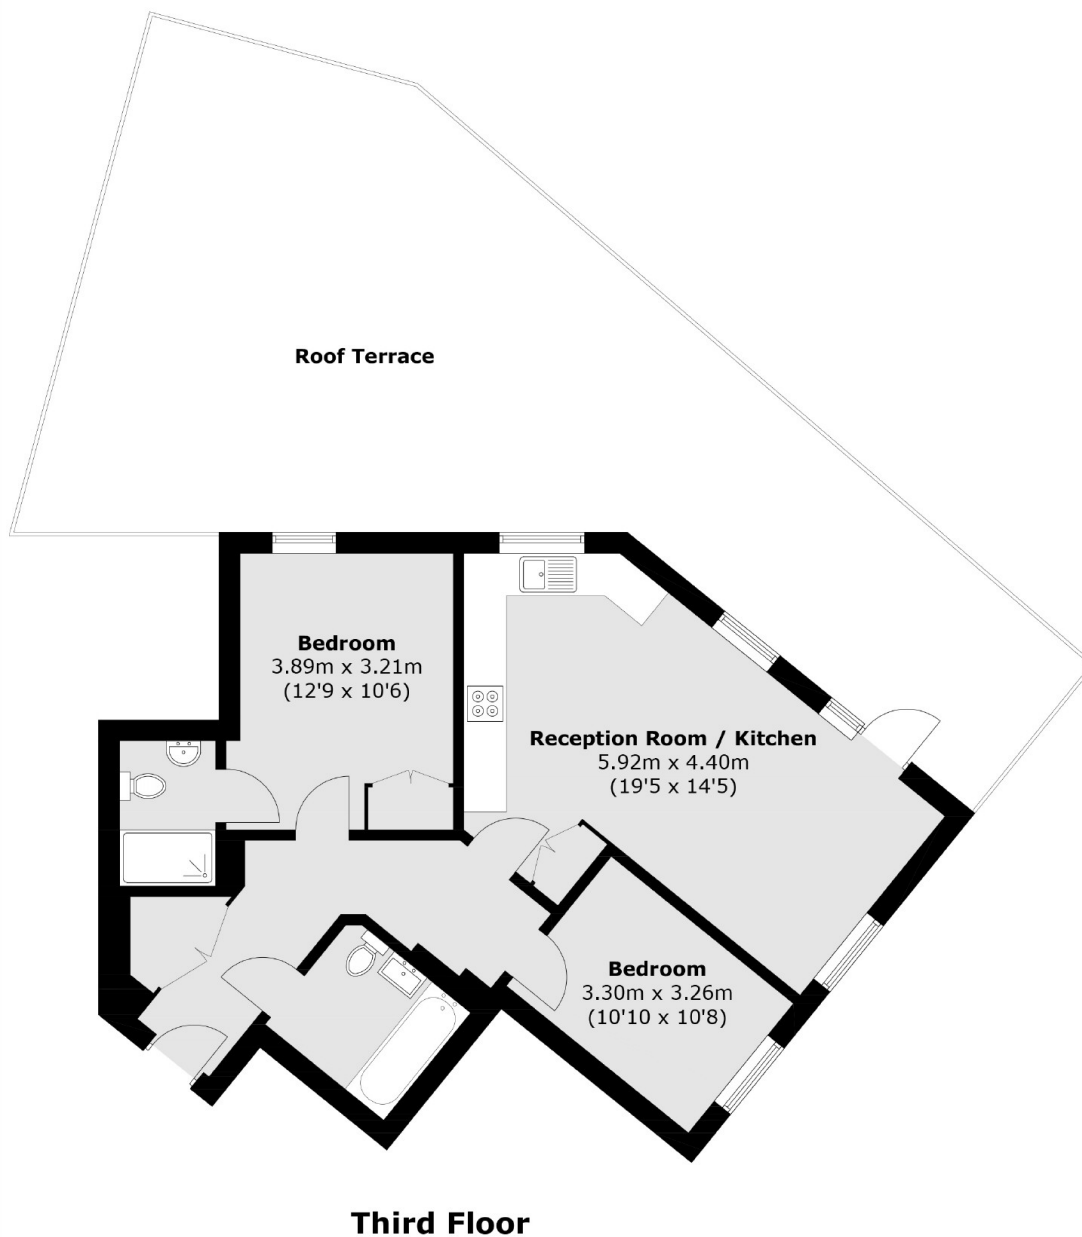 Roof Terrace
Bedroom
3.89m x 3.21m
(12'9 x 10'6)
Reception Room / Kitchen
5.92m x 4.40m
(19'5 x 14'5)
Bedroom
3.30m x 3.26m
(10'10 x 10'8)
Third Floor